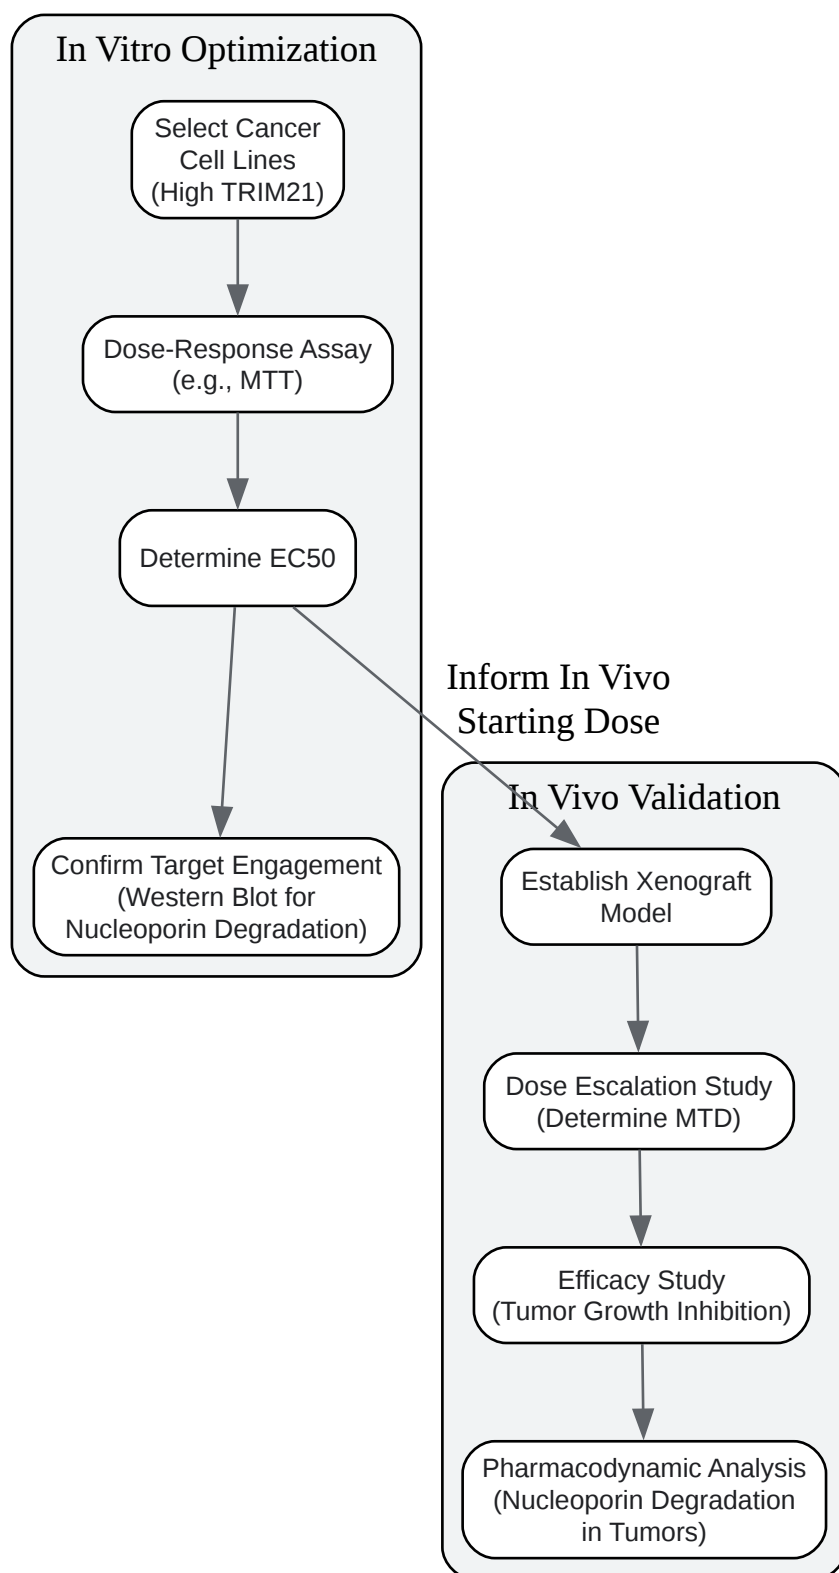 In Vitro Optimization
Select Cancer
Cell Lines
(High TRIM21)
Dose-Response Assay
(e.g., MTT)
Determine EC50
Confirm Target Engagement
(Western Blot for
Nucleoporin Degradation)
Inform In Vivo
Starting Dose
In Vivo Validation
Establish Xenograft
Model
Dose Escalation Study
(Determine MTD)
Efficacy Study
(Tumor Growth Inhibition)
Pharmacodynamic Analysis
(Nucleoporin Degradation
in Tumors)